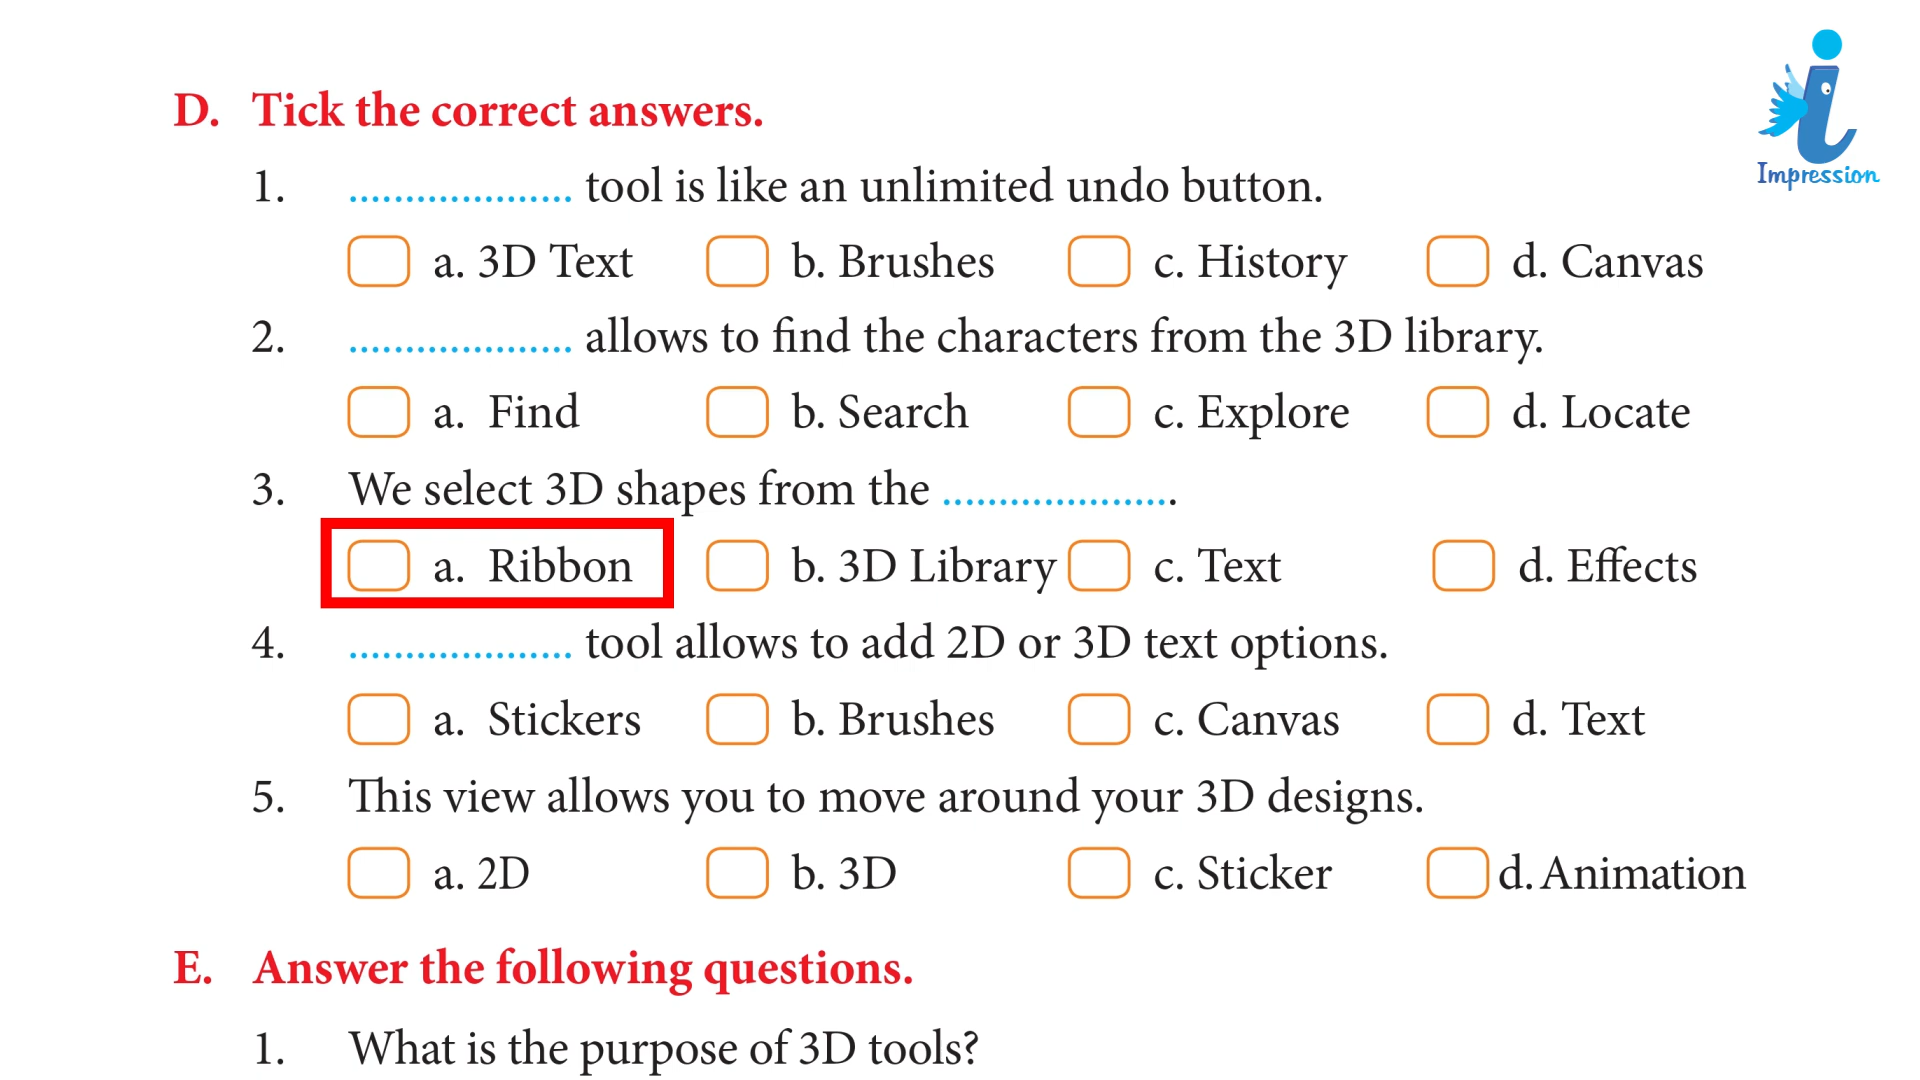 Impression
D. Tick the correct answers.
1. .................... tool is like an unlimited undo button.
a. 3D Text b. Brushes c. History d. Canvas
2. .................... allows to find the characters from the 3D library.
a. Find b. Search c. Explore d. Locate
3. We select 3D shapes from the .....................
a. Ribbon b. 3D Library c. Text d. Effects
4. .................... tool allows to add 2D or 3D text options.
a. Stickers b. Brushes c. Canvas d. Text
5. This view allows you to move around your 3D designs.
a. 2D b. 3D c. Sticker d. Animation
E. Answer the following questions.
1. What is the purpose of 3D tools?